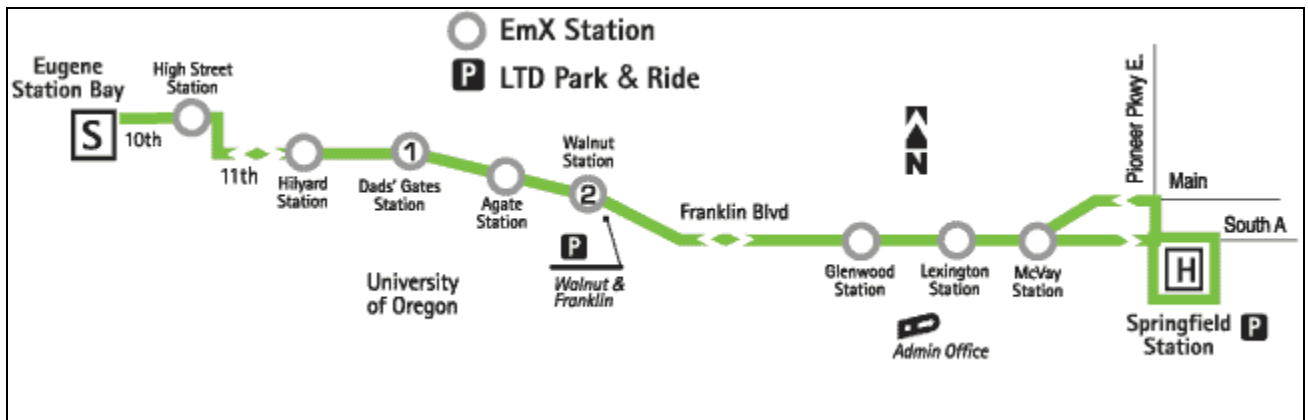 EmX Station
P LTD Park & Ride
Eugene
Station Bay
S
High Street
Station
10th
11th
Hilyard
Station
1
Dads' Gates
Station
Agate
Station
Walnut
Station
2
P
Walnut &
Franklin
University
of Oregon
Franklin Blvd
Glenwood
Station
Lexington
Station
McVay
Station
Admin Office
N
Pioneer Pkwy E.
Main
South A
H
Springfield
Station
P